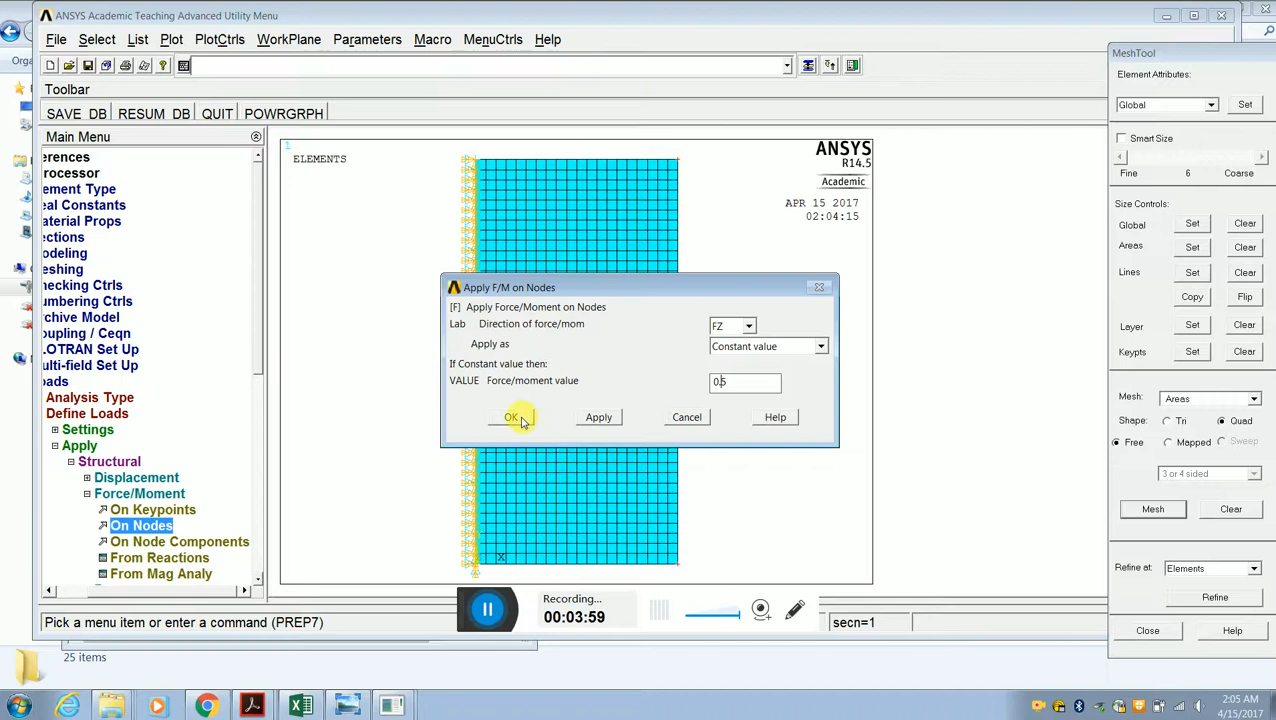 ANSYS Academic Teaching Advanced Utility Menu
File Select List Plot PlotCtrls WorkPlane Parameters Macro MenuCtrls Help
Toolbar
SAVE_DB RESUM_DB QUIT POWRGRPH
Main Menu
erences
rocessor
ement Type
eal Constants
aterial Props
ections
odeling
eshing
hecking Ctrls
umbering Ctrls
rchive Model
oupling / Ceqn
LOTRAN Set Up
ulti-field Set Up
oads
Analysis Type
Define Loads
Settings
Apply
Structural
Displacement
Force/Moment
On Keypoints
On Nodes
On Node Components
From Reactions
From Mag Analy
1
ELEMENTS
ANSYS
R14.5
Academic
APR 15 2017
02:04:15
X
Apply F/M on Nodes
[F] Apply Force/Moment on Nodes
Lab Direction of force/mom FZ
Apply as Constant value
If Constant value then:
VALUE Force/moment value 0.5
OK Apply Cancel Help
MeshTool
Element Attributes:
Global Set
Smart Size
Fine 6 Coarse
Size Controls:
Global Set Clear
Areas Set Clear
Lines Set Clear
Copy Flip
Layer Set Clear
Keypts Set Clear
Mesh: Areas
Shape: Tri Quad
Free Mapped Sweep
3 or 4 sided
Mesh Clear
Refine at: Elements
Refine
Close Help
Recording...
00:03:59
Pick a menu item or enter a command (PREP7)
secn=1
25 items
Orga
2:05 AM
4/15/2017